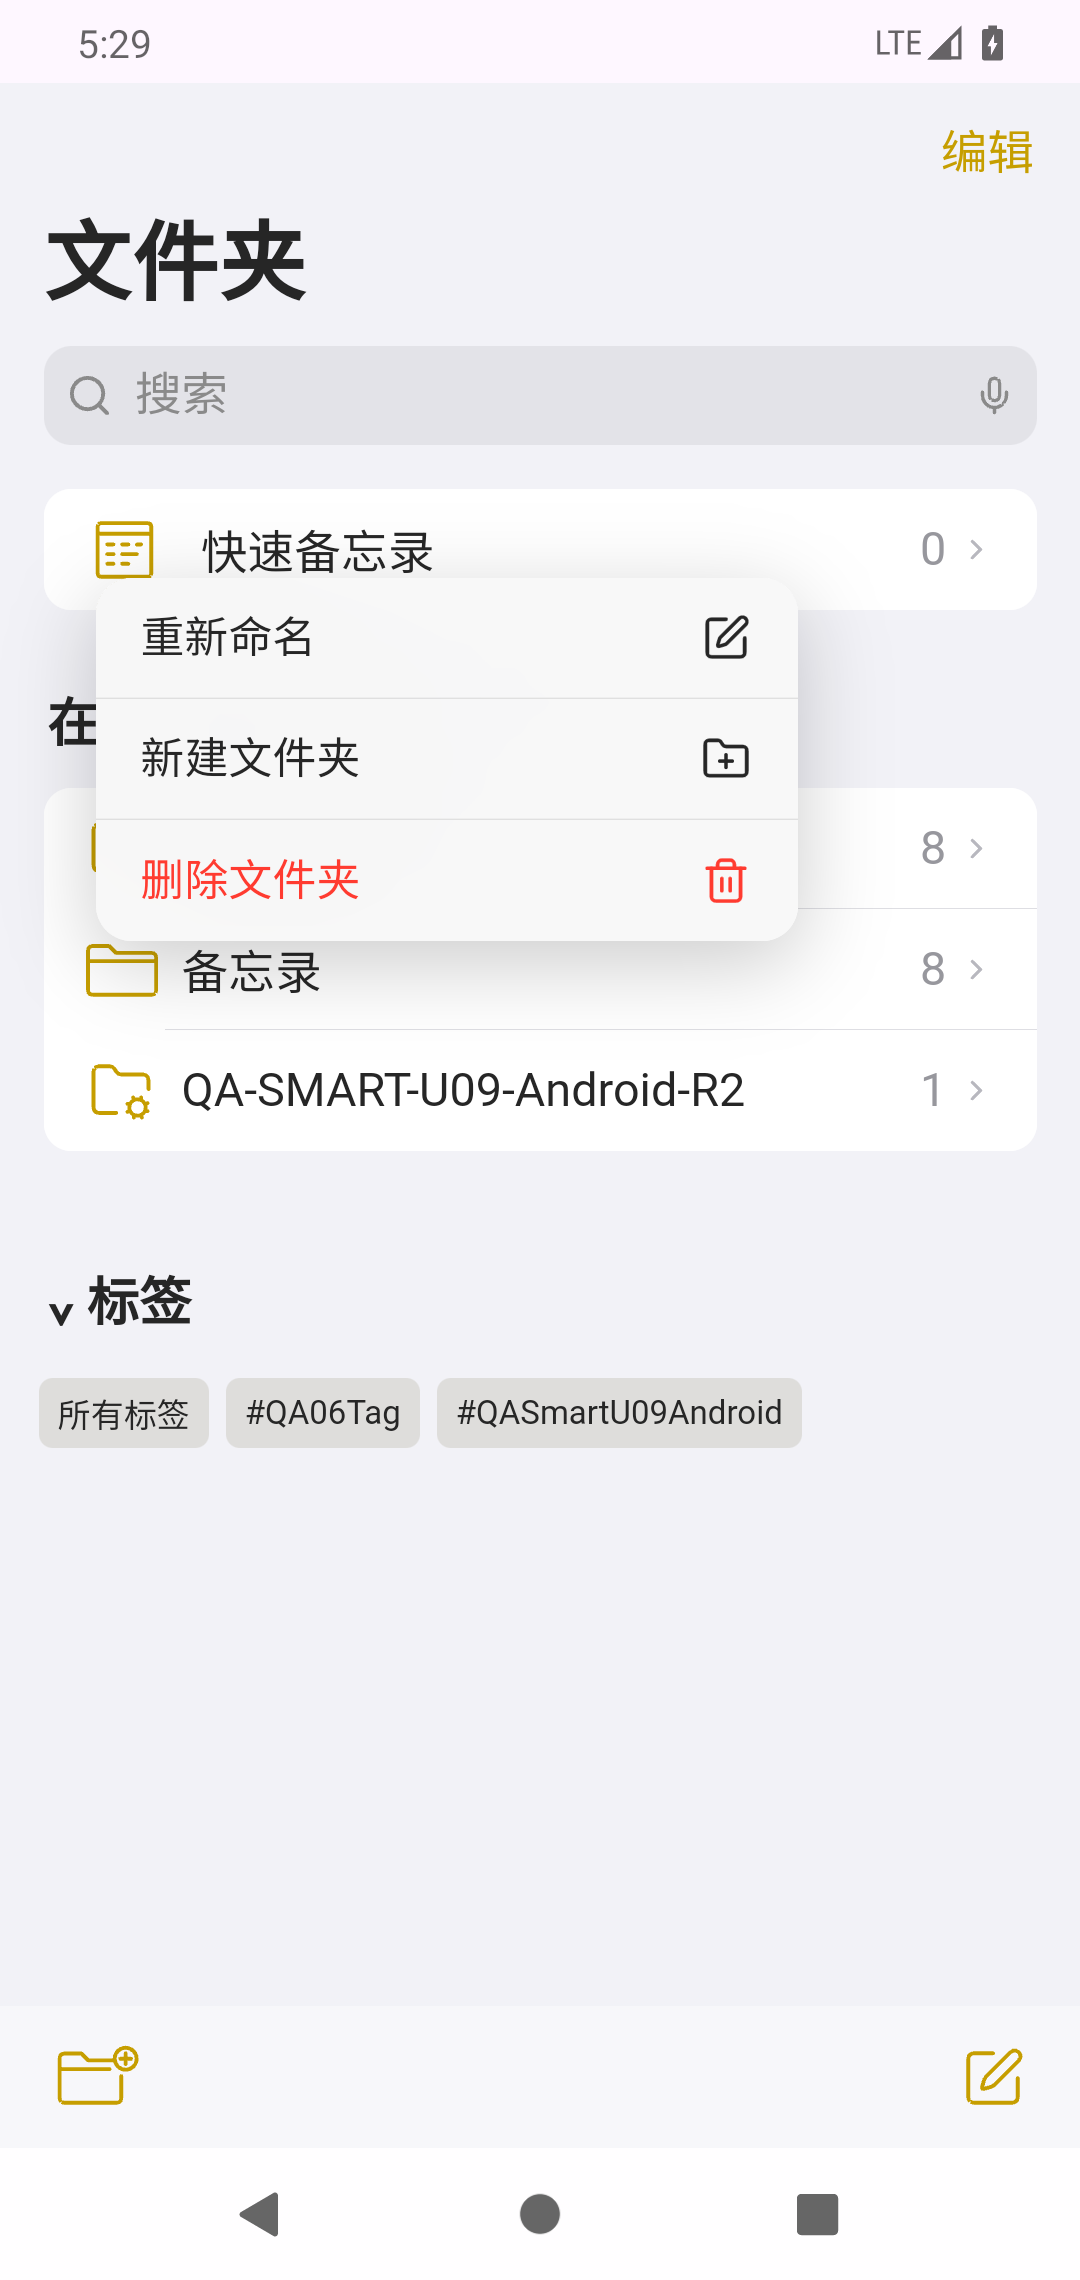 5:29
LTE
编辑
文件夹
搜索
快速备忘录 0
重新命名
在
新建文件夹
8
删除文件夹
备忘录 8
QA-SMART-U09-Android-R2 1
标签
所有标签 #QA06Tag #QASmartU09Android